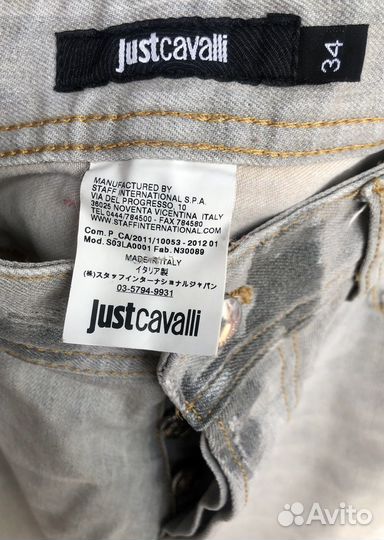 justcavalli
34
MANUFACTURED BY
STAFF INTERNATIONAL S.P.A.
VIA DEL PROGRESSO, 10
36025 NOVENTA VICENTINA ITALY
TEL 0444/784500 - FAX 784580
WWW.STAFFINTERNATIONAL.COM
Com. P_CA/2011/10053 - 2012 01
Mod. S03LA0001 Fab. N30089
MADE IN ITALY
イタリア製
(株)スタッフインターナショナルジャパン
03-5794-9931
justcavalli
Avito